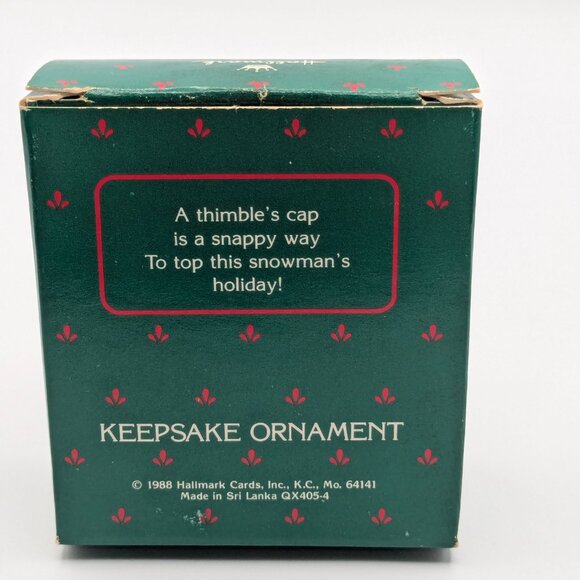 Hallmark
A thimble's cap
is a snappy way
To top this snowman's
holiday!
KEEPSAKE ORNAMENT
© 1988 Hallmark Cards, Inc., K.C., Mo. 64141
Made in Sri Lanka QX405-4